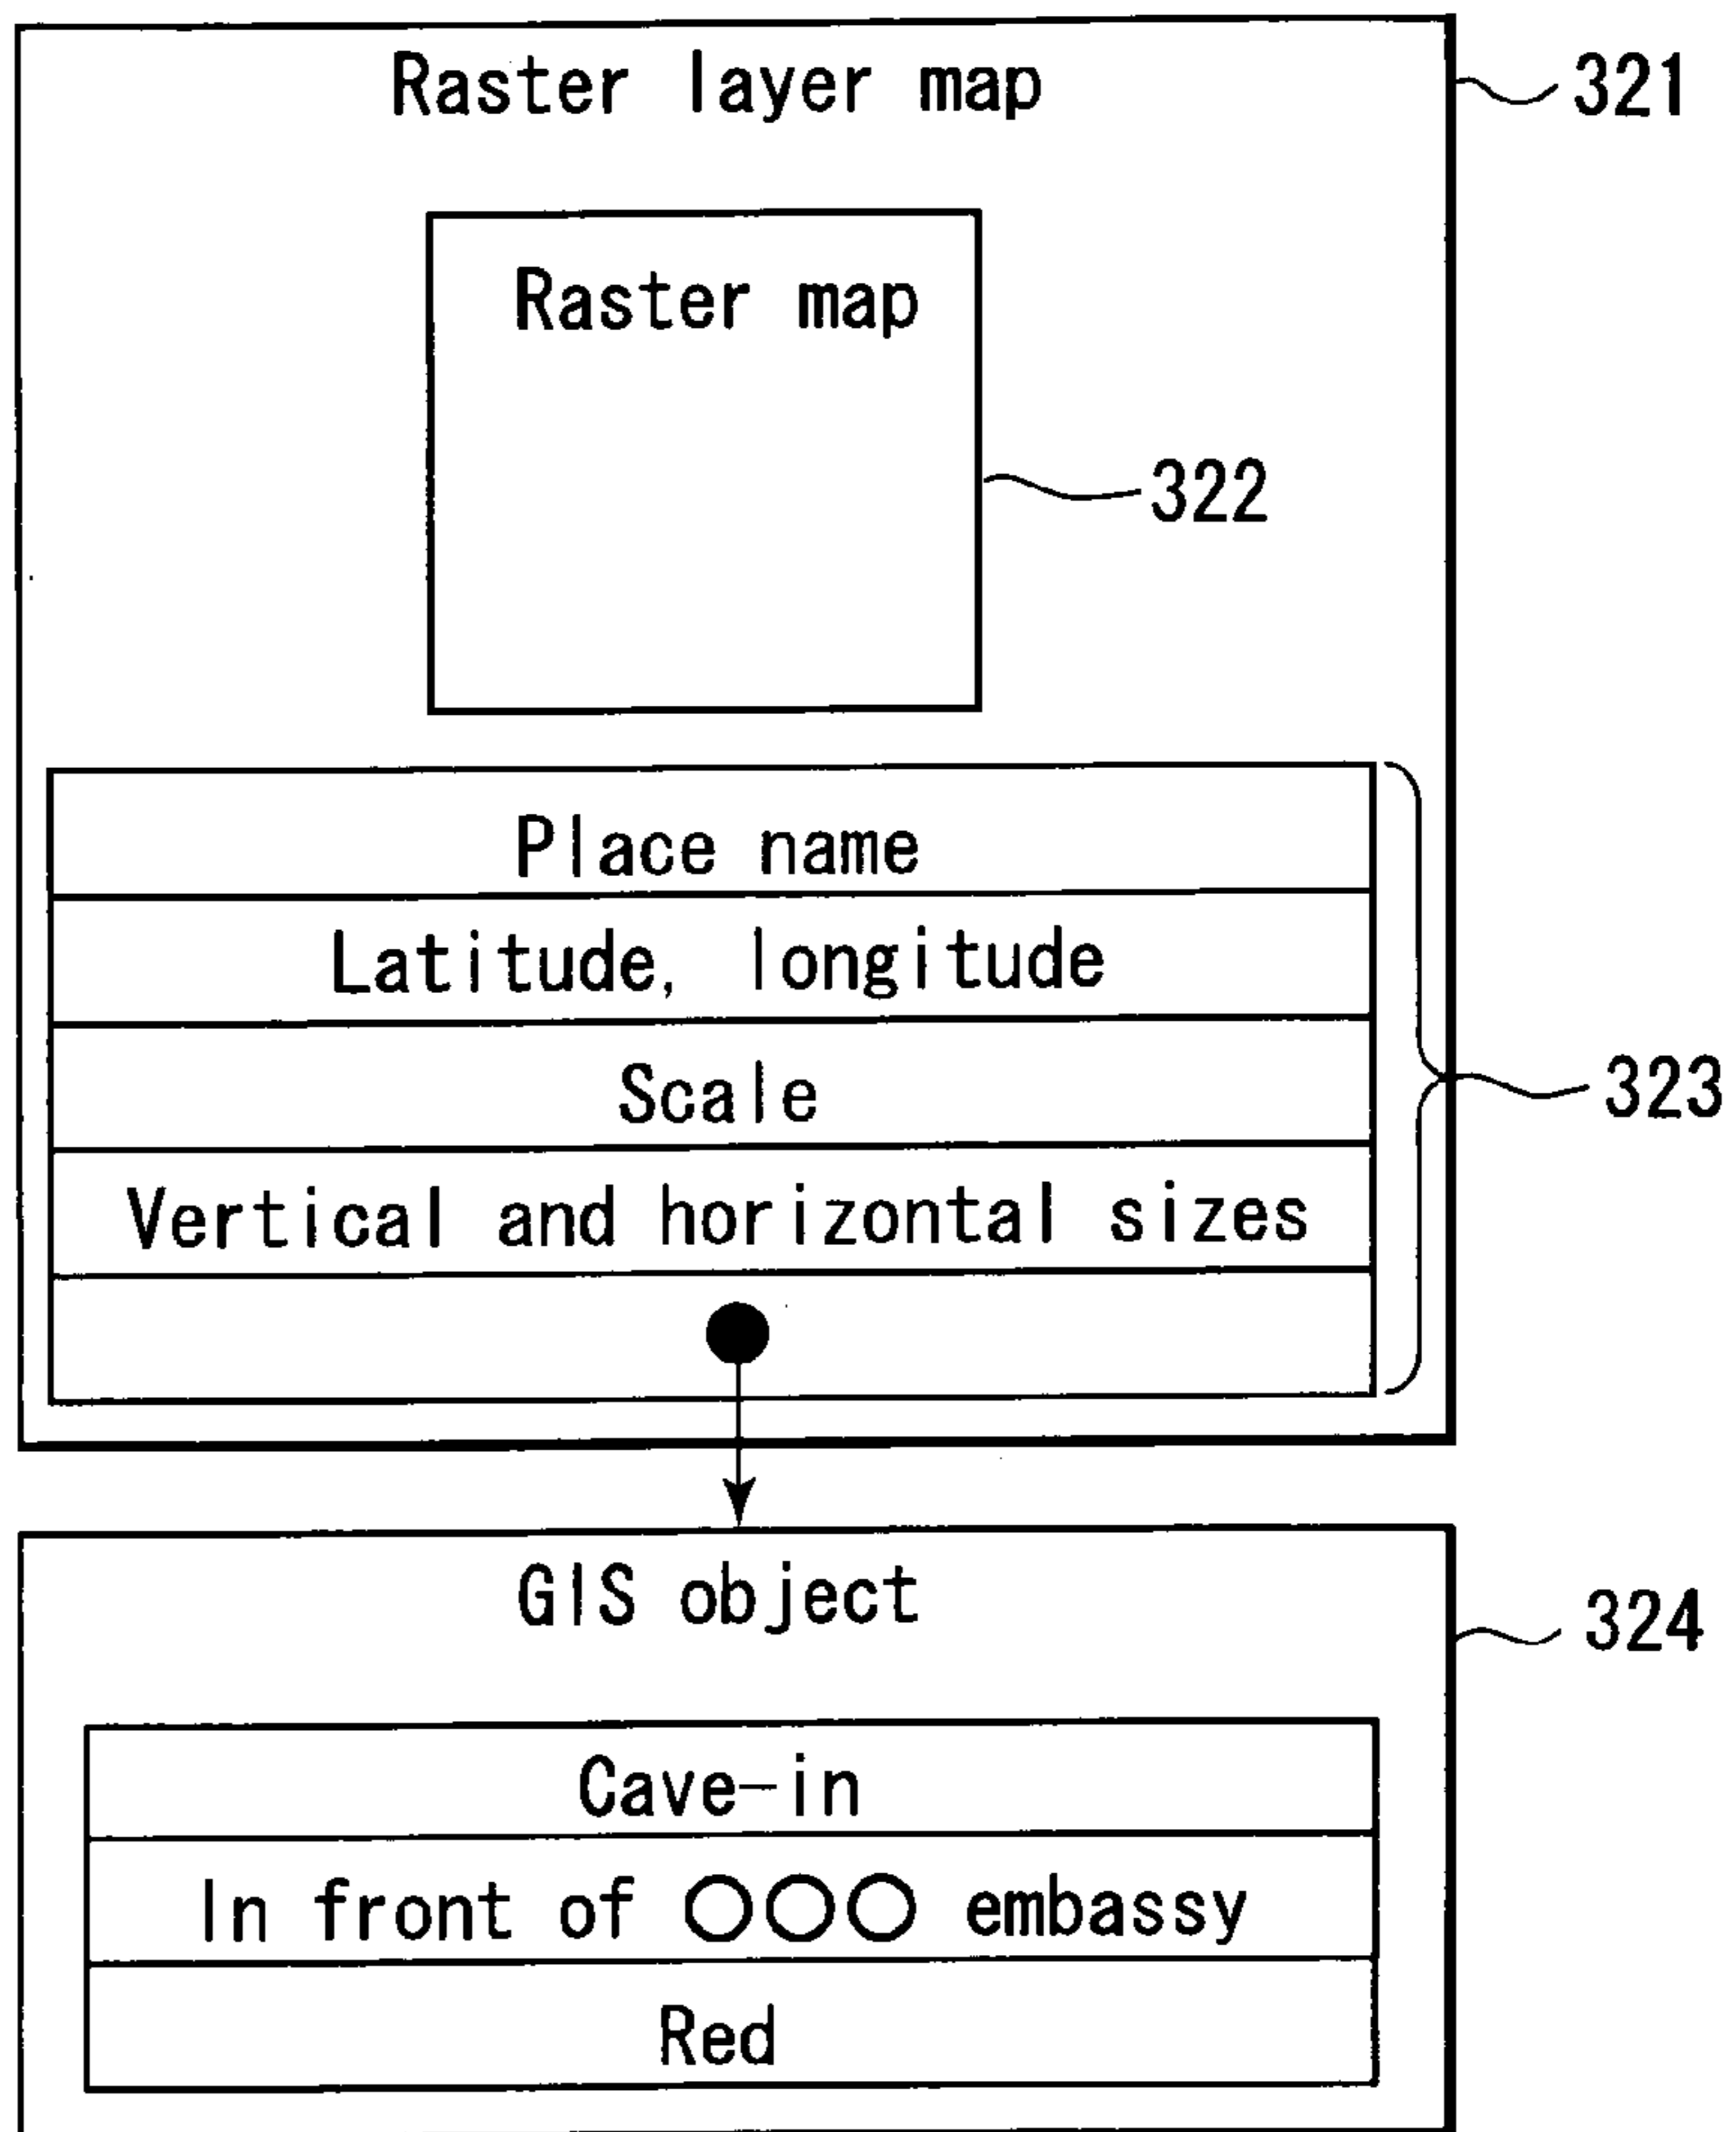 Raster layer map
321
Raster map
322
Place name
Latitude, longitude
Scale
323
Vertical and horizontal sizes
GIS object
324
Cave-in
In front of ○○○ embassy
Red